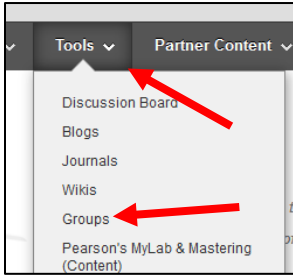 Tools Partner Content
Discussion Board
Blogs
Journals
Wikis
Groups
Pearson's MyLab & Mastering
(Content)